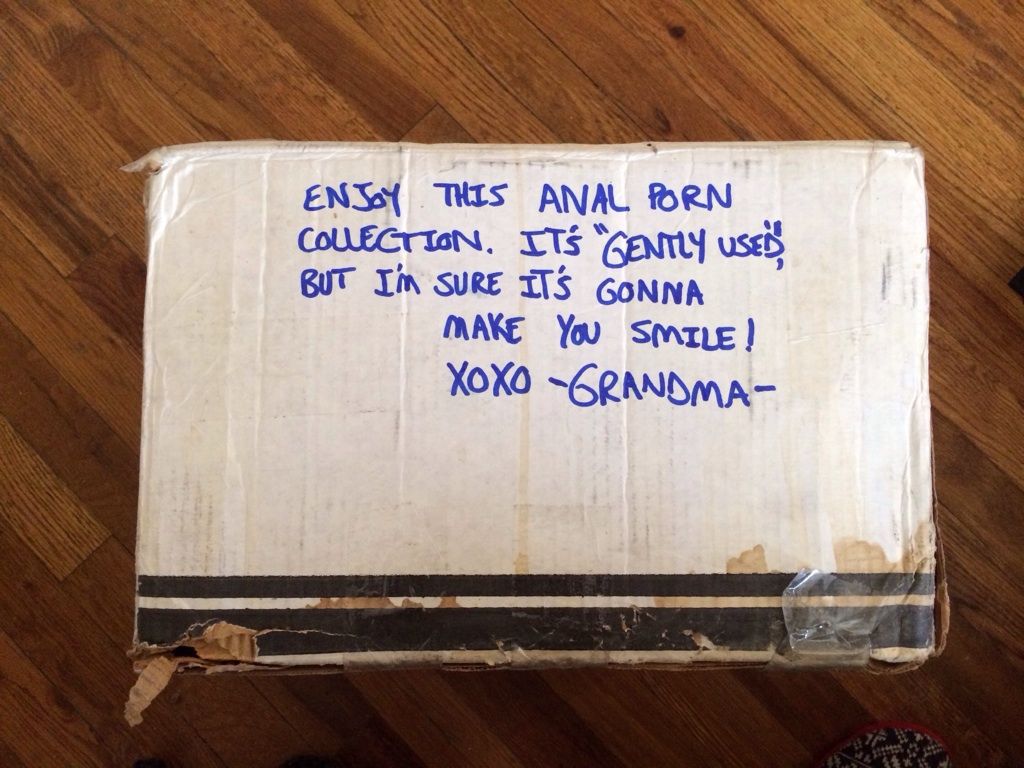 ENJOY THIS ANAL PORN
COLLECTION. IT'S "GENTLY USED",
BUT I'M SURE IT'S GONNA
MAKE YOU SMILE!
XOXO -GRANDMA-